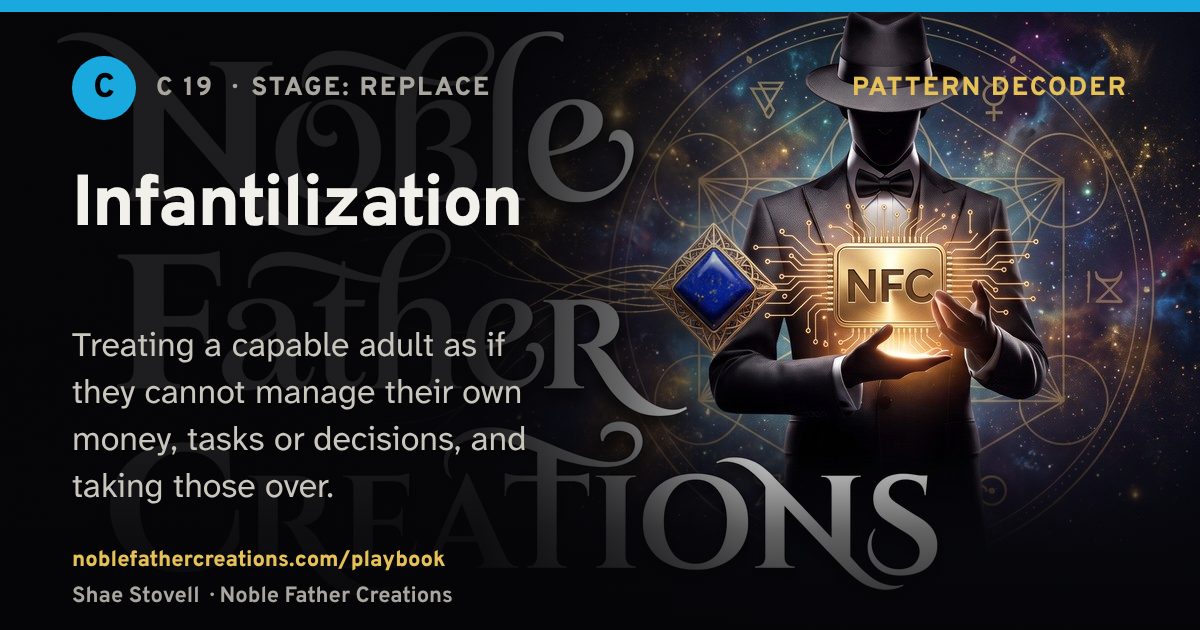 C C 19 · STAGE: REPLACE
PATTERN DECODER
Infantilization
Treating a capable adult as if
they cannot manage their own
money, tasks or decisions, and
taking those over.
noblefathercreations.com/playbook
Shae Stovell · Noble Father Creations
Noble
Father
Creations
NFC